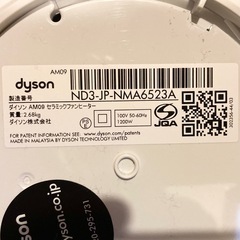 AM09
dyson
製造番号
ND3-JP-NMA6523A
ダイソン AM09 セラミックファンヒーター
質量: 2.68kg
ダイソン株式会社
100V 50-60Hz
1200W
S
JQA
FOR PATENT INFORMATION SEE: www.dyson.com/patents
MADE IN MALAYSIA BY DYSON TECHNOLOGY LIMITED
dyson.co.jp
0-295-731